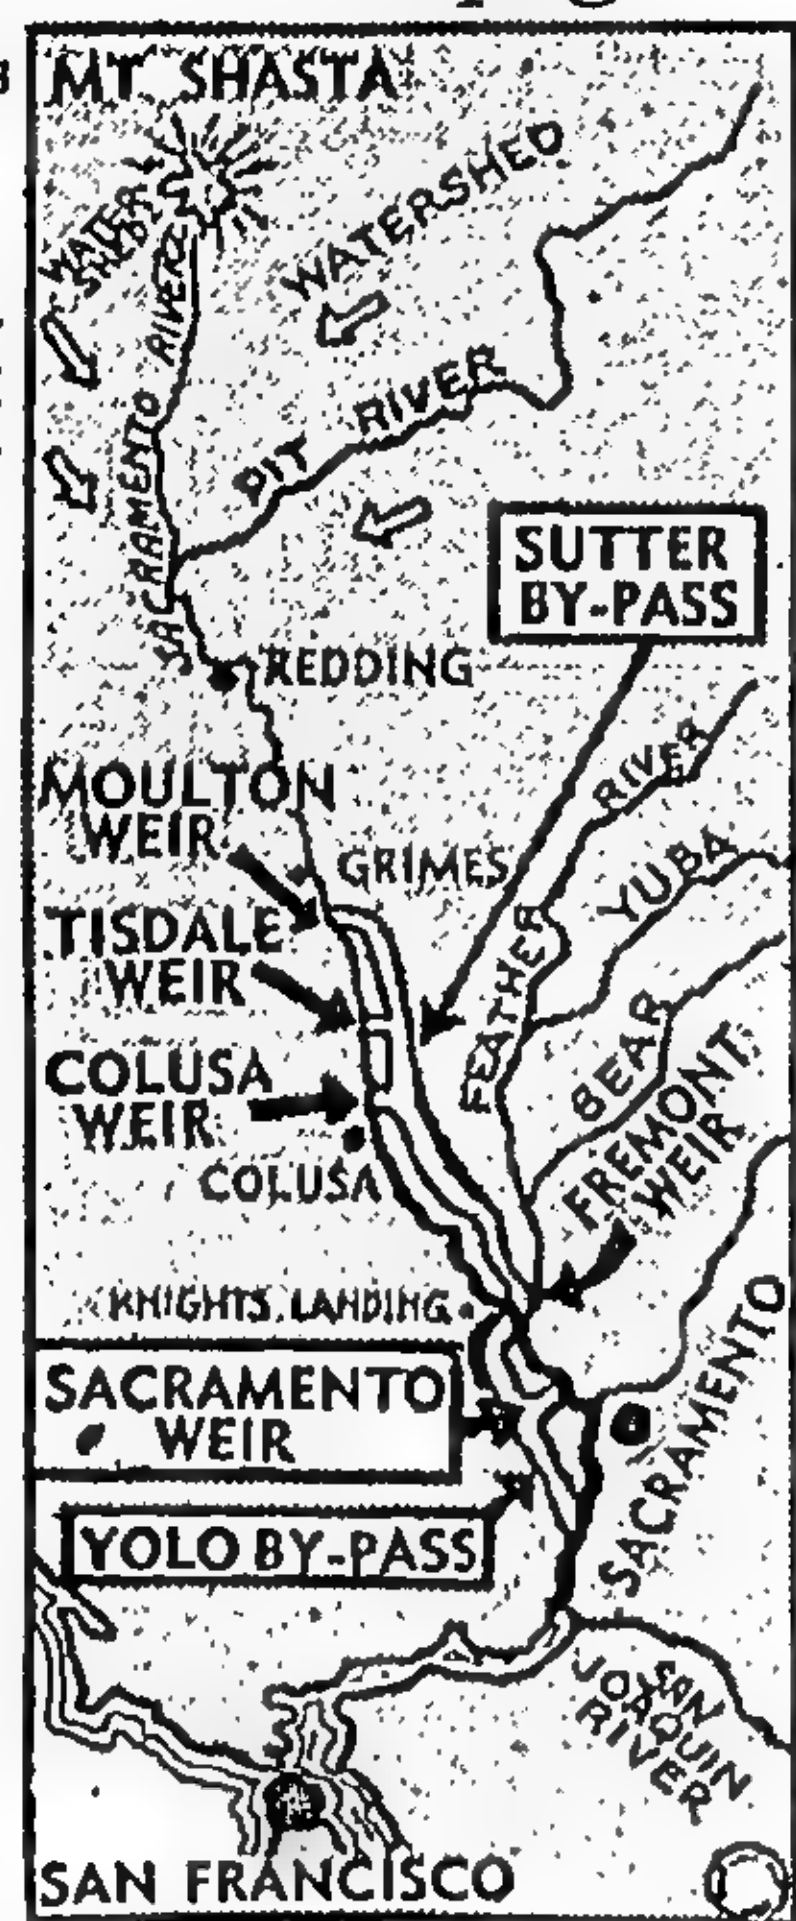 MT. SHASTA
WATERSHED
WATER
SHED
SACRAMENTO RIVER
PIT RIVER
SUTTER
BY-PASS
REDDING
MOULTON
WEIR
GRIMES
FEATHER RIVER
YUBA
TISDALE
WEIR
BEAR
COLUSA
WEIR
FREMONT
WEIR
COLUSA
KNIGHTS LANDING
SACRAMENTO
WEIR
SACRAMENTO
YOLO BY-PASS
SAN
JOAQUIN
RIVER
SAN FRANCISCO